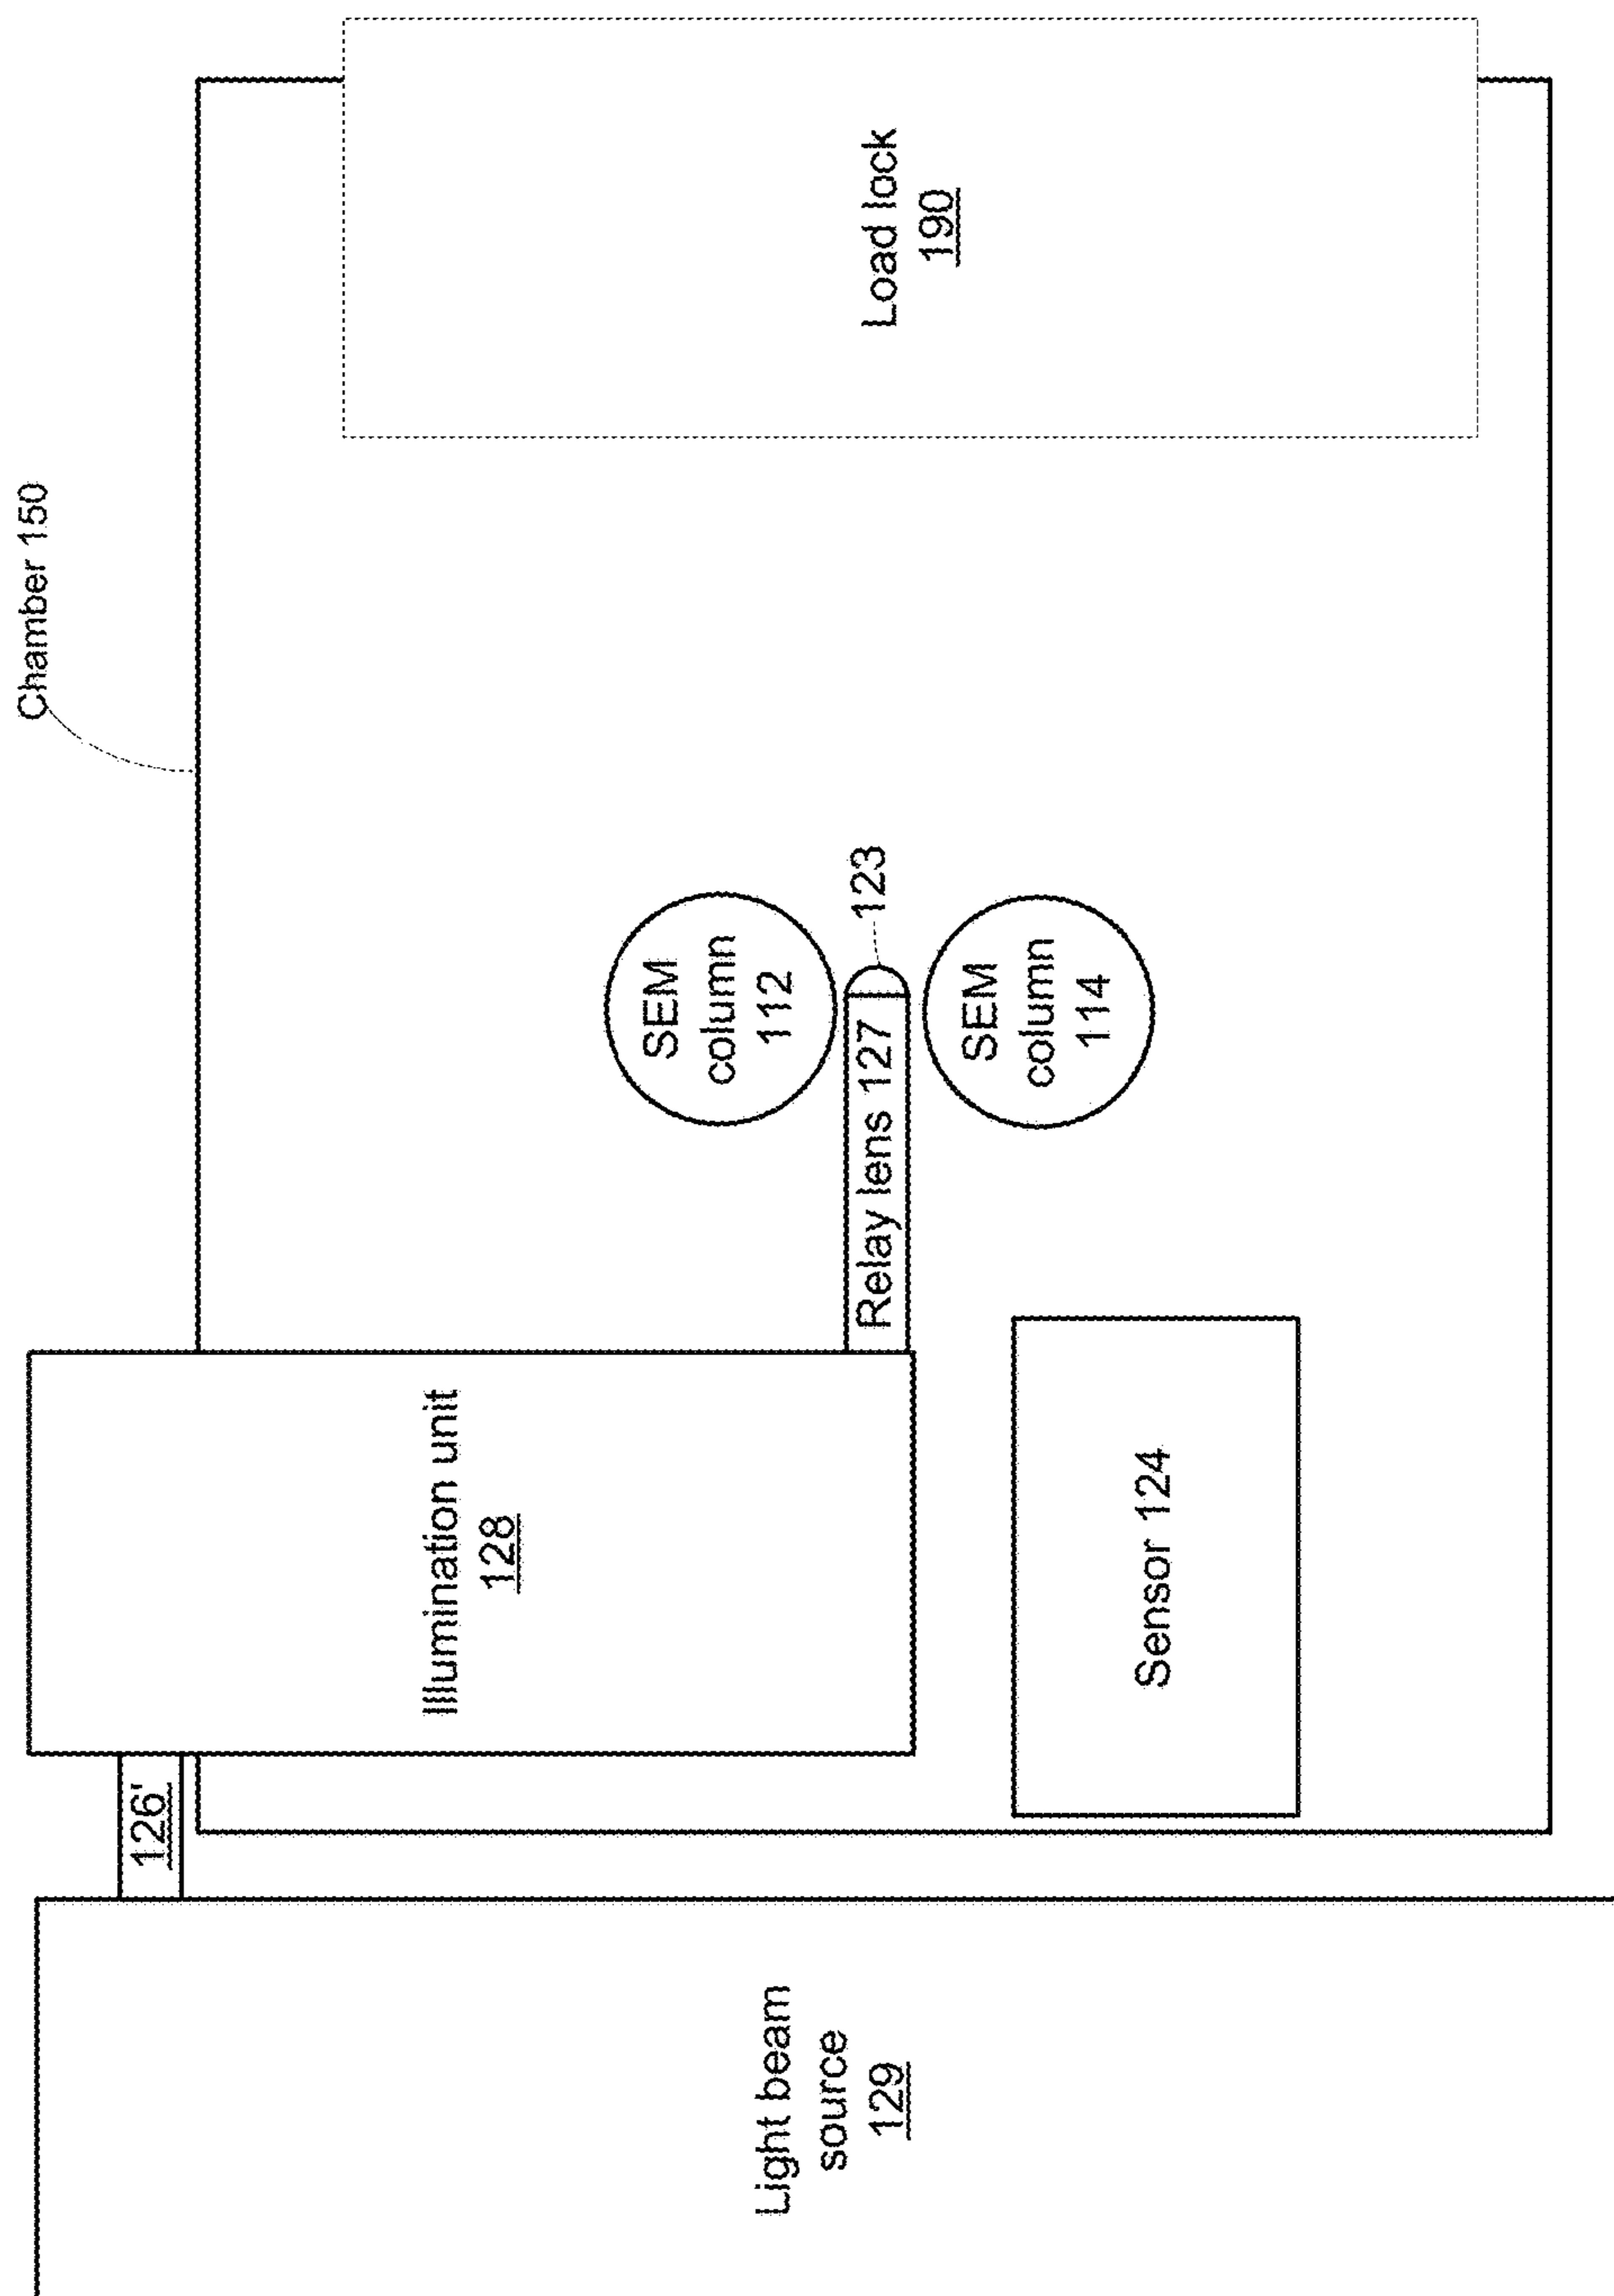 Chamber 150
Load lock
190
SEM
column
112
123
Relay lens 127
SEM
column
114
Illumination unit
128
Sensor 124
126'
Light beam
source
129